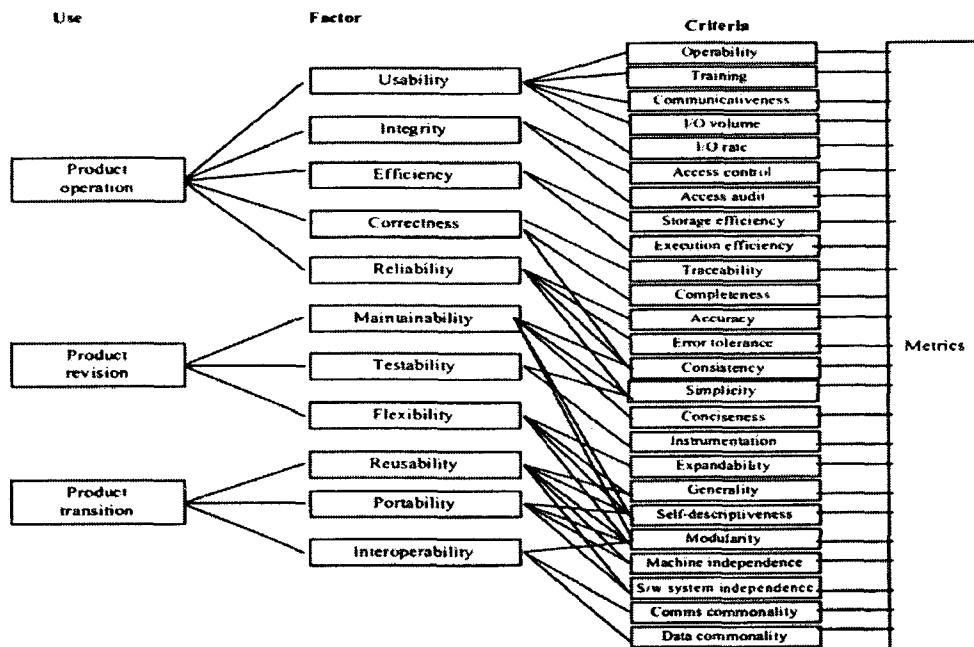 Use
Factor
Criteria
Product
operation
Product
revision
Product
transition
Usability
Integrity
Efficiency
Correctness
Reliability
Maintainability
Testability
Flexibility
Reusability
Portability
Interoperability
Operability
Training
Communicativeness
I/O volume
I/O rate
Access control
Access audit
Storage efficiency
Execution efficiency
Traceability
Completeness
Accuracy
Error tolerance
Consistency
Simplicity
Conciseness
Instrumentation
Expandability
Generality
Self-descriptiveness
Modularity
Machine independence
S/w system independence
Comms commonality
Data commonality
Metrics